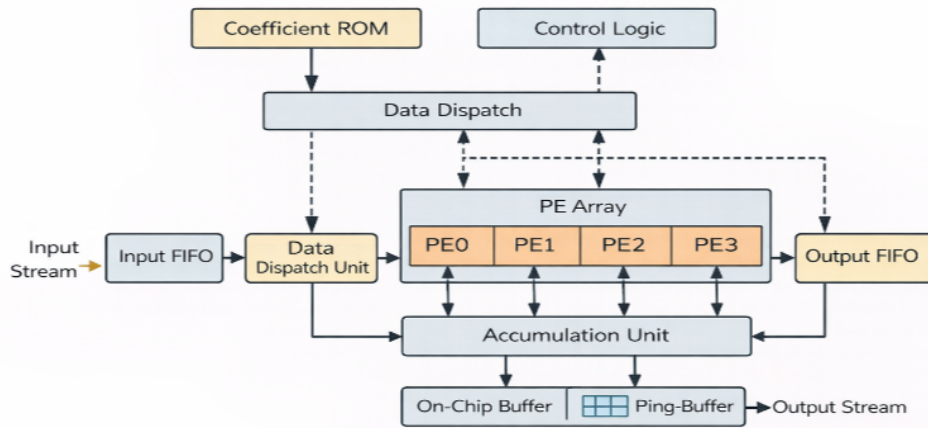 Coefficient ROM
Control Logic
Data Dispatch
PE Array
PE0
PE1
PE2
PE3
Input
Stream
Input FIFO
Data
Dispatch Unit
Output FIFO
Accumulation Unit
On-Chip Buffer
Ping-Buffer
Output Stream